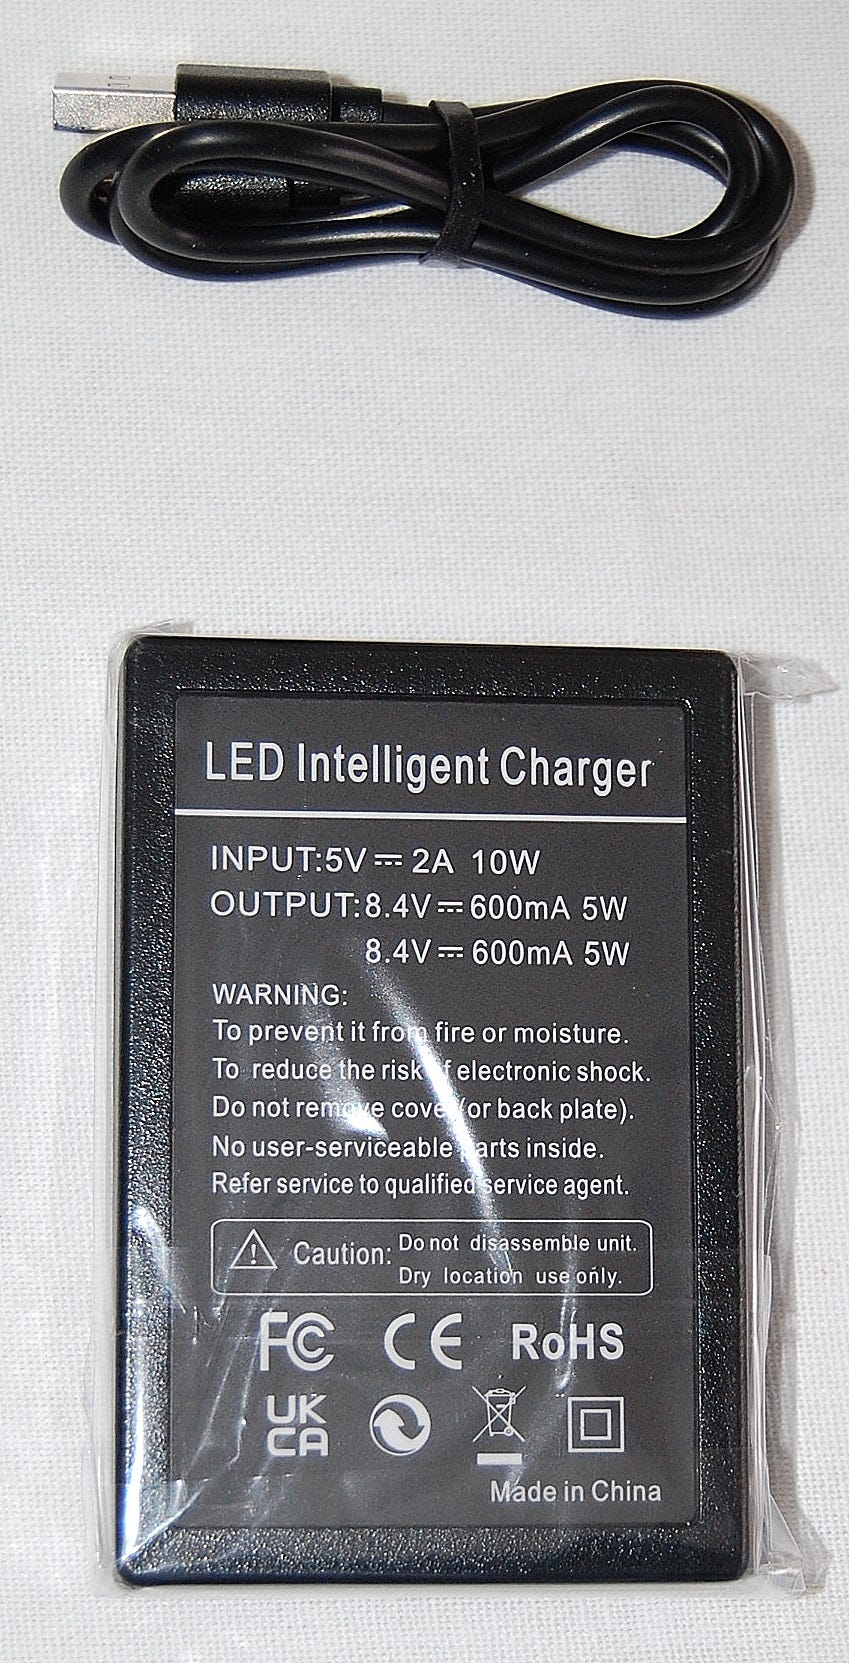 LED Intelligent Charger
INPUT:5V⎓ 2A 10W
OUTPUT:8.4V⎓600mA 5W
8.4V⎓600mA 5W
WARNING:
To prevent it from fire or moisture.
To reduce the risk of electronic shock.
Do not remove cover(or back plate).
No user-serviceable parts inside.
Refer service to qualified service agent.
Caution: Do not disassemble unit.
Dry location use only.
FC CE RoHS
UK
CA
Made in China